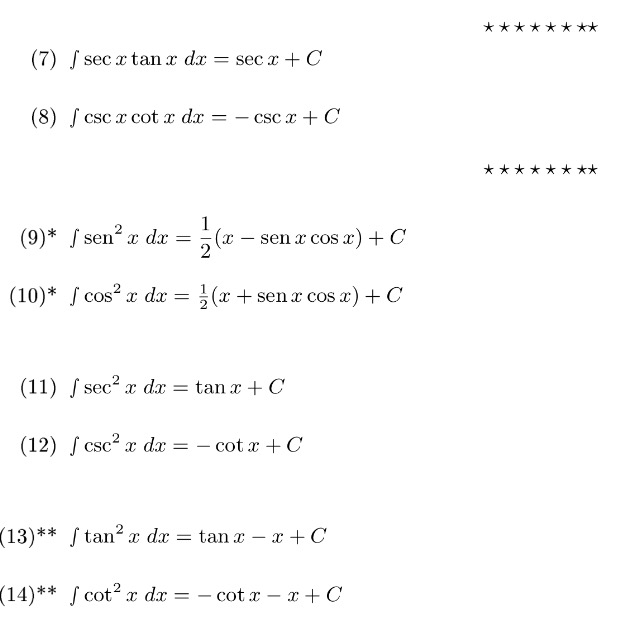 ⋆⋆⋆⋆⋆⋆⋆⋆
(7) ∫ sec x tan x dx = sec x + C
(8) ∫ csc x cot x dx = − csc x + C
⋆⋆⋆⋆⋆⋆⋆⋆
(9)* ∫ sen² x dx = 1/2(x − sen x cos x) + C
(10)* ∫ cos² x dx = ½(x + sen x cos x) + C
(11) ∫ sec² x dx = tan x + C
(12) ∫ csc² x dx = − cot x + C
(13)** ∫ tan² x dx = tan x − x + C
(14)** ∫ cot² x dx = − cot x − x + C